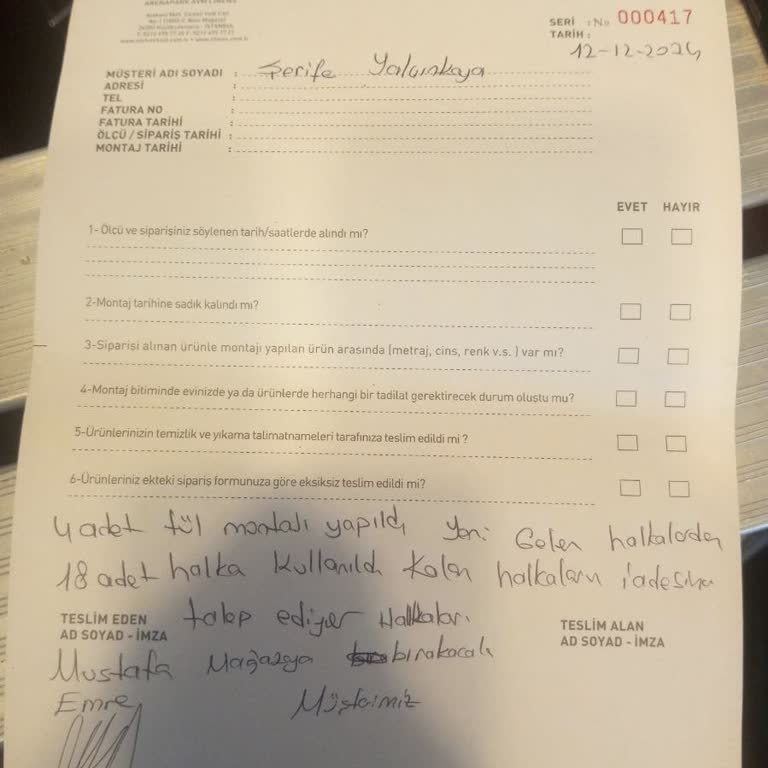 SERİ : No 000417
TARİH :
12-12-2024
MÜŞTERİ ADI SOYADI : Şerife Yalçınkaya
ADRESİ :
TEL :
FATURA NO :
FATURA TARİHİ :
ÖLÇÜ / SİPARİŞ TARİHİ :
MONTAJ TARİHİ :
EVET HAYIR
1- Ölçü ve siparişiniz söylenen tarih/saatlerde alındı mı?
2-Montaj tarihine sadık kalındı mı?
3-Siparişi alınan ürünle montajı yapılan ürün arasında (metraj, cins, renk v.s. ) var mı?
4-Montaj bitiminde evinizde ya da ürünlerde herhangi bir tadilat gerektirecek durum oluştu mu?
5-Ürünlerinizin temizlik ve yıkama talimatnameleri tarafınıza teslim edildi mi ?
6-Ürünleriniz ekteki sipariş formunuza göre eksiksiz teslim edildi mi?
4 adet tül montajı yapıldı Yeni Gelen halkalardan
18 adet halka kullanıldı Kalan halkaların iadesini
talep ediyor Halkaları
TESLİM EDEN
AD SOYAD - İMZA
TESLİM ALAN
AD SOYAD - İMZA
Mustafa Mağazaya bırakacak
Emre Müşterimiz